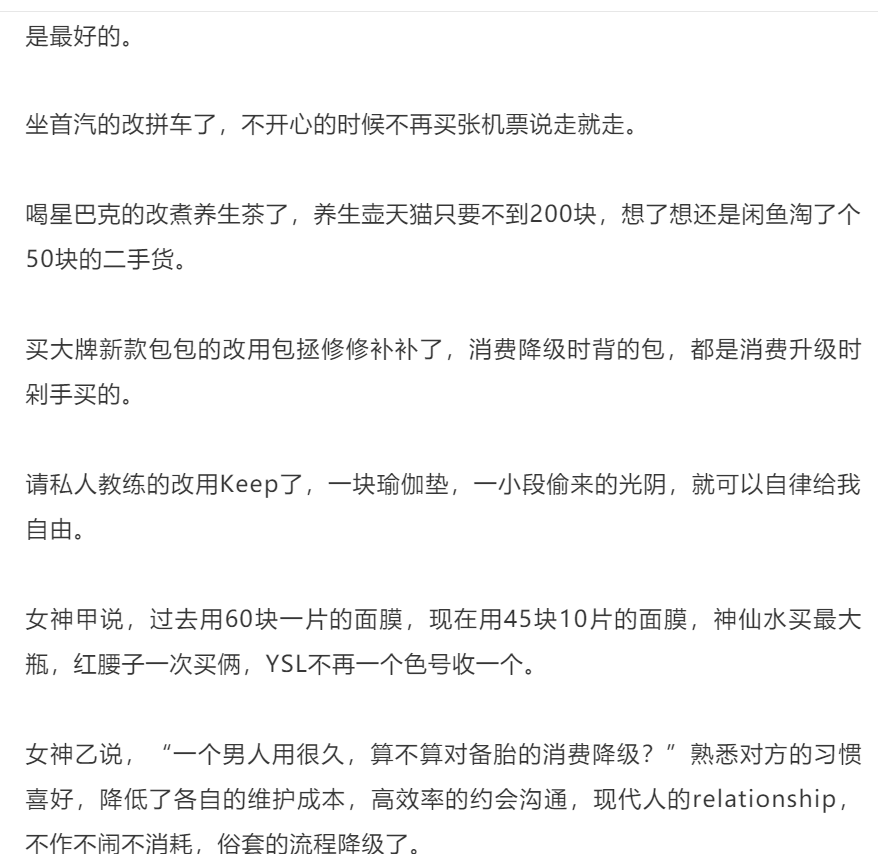 是最好的。
坐首汽的改拼车了，不开心的时候不再买张机票说走就走。
喝星巴克的改煮养生茶了，养生壶天猫只要不到200块，想了想还是闲鱼淘了个
50块的二手货。
买大牌新款包包的改用包拯修修补补了，消费降级时背的包，都是消费升级时
剁手买的。
请私人教练的改用Keep了，一块瑜伽垫，一小段偷来的光阴，就可以自律给我
自由。
女神甲说，过去用60块一片的面膜，现在用45块10片的面膜，神仙水买最大
瓶，红腰子一次买俩，YSL不再一个色号收一个。
女神乙说，“一个男人用很久，算不算对备胎的消费降级？”熟悉对方的习惯
喜好，降低了各自的维护成本，高效率的约会沟通，现代人的relationship，
不作不闹不消耗，俗套的流程降级了。